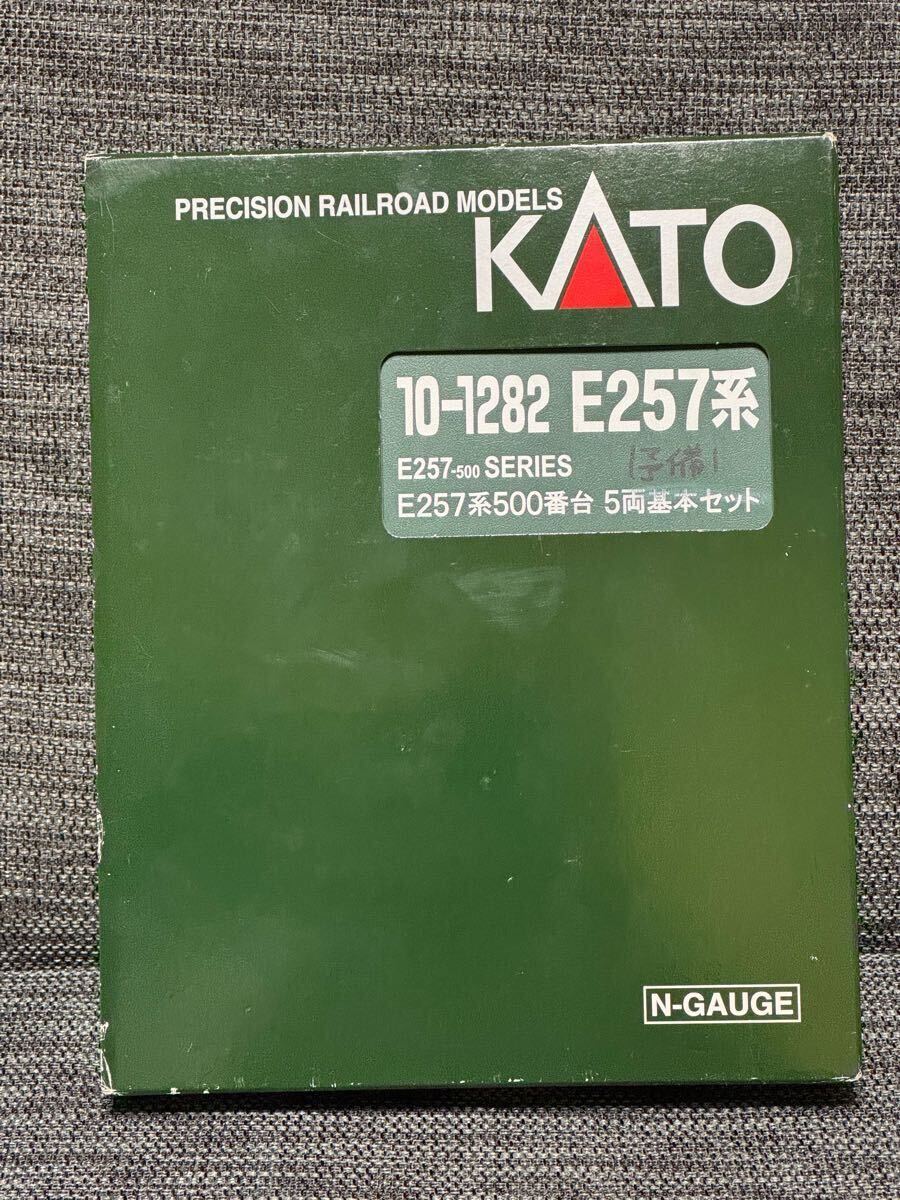 PRECISION RAILROAD MODELS
KATO
10-1282 E257系
E257-500 SERIES 予備1
E257系500番台 5両基本セット
N-GAUGE